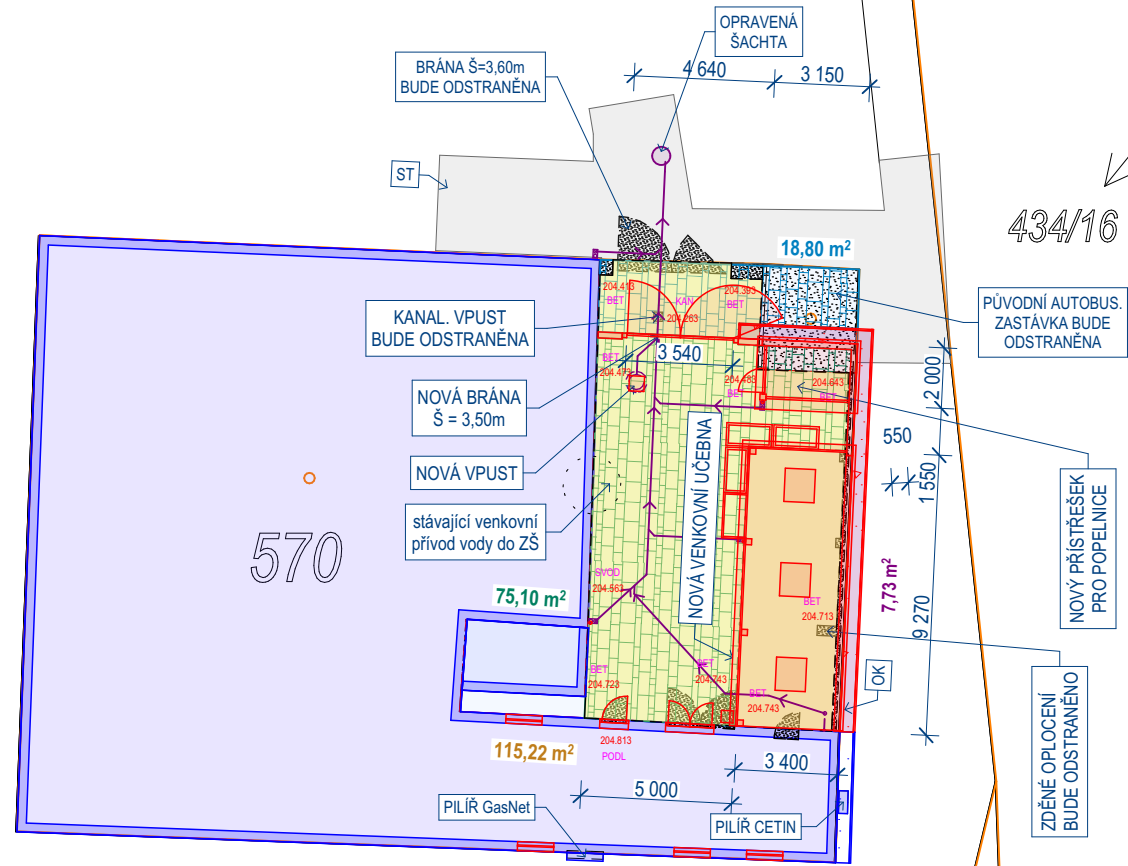 OPRAVENÁ
ŠACHTA
BRÁNA Š=3,60m
BUDE ODSTRANĚNA
4 640
3 150
ST
434/16
18,80 m²
204.413
BET
KAN
204.263
204.393
BET
KANAL. VPUST
BUDE ODSTRANĚNA
PŮVODNÍ AUTOBUS.
ZASTÁVKA BUDE
ODSTRANĚNA
3 540
BET
204.473
204.483
BET
204.643
BET
2 000
NOVÁ BRÁNA
Š = 3,50m
NOVÁ VPUST
550
1 550
stávající venkovní
přívod vody do ZŠ
NOVÁ VENKOVNÍ UČEBNA
NOVÝ PŘÍSTŘEŠEK
PRO POPELNICE
570
SVOD
204.563
75,10 m²
7,73 m²
BET
204.713
9 270
BET
204.723
BET
204.743
BET
204.743
OK
ZDĚNÉ OPLOCENÍ
BUDE ODSTRANĚNO
204.813
PODL
115,22 m²
3 400
5 000
PILÍŘ GasNet
PILÍŘ CETIN